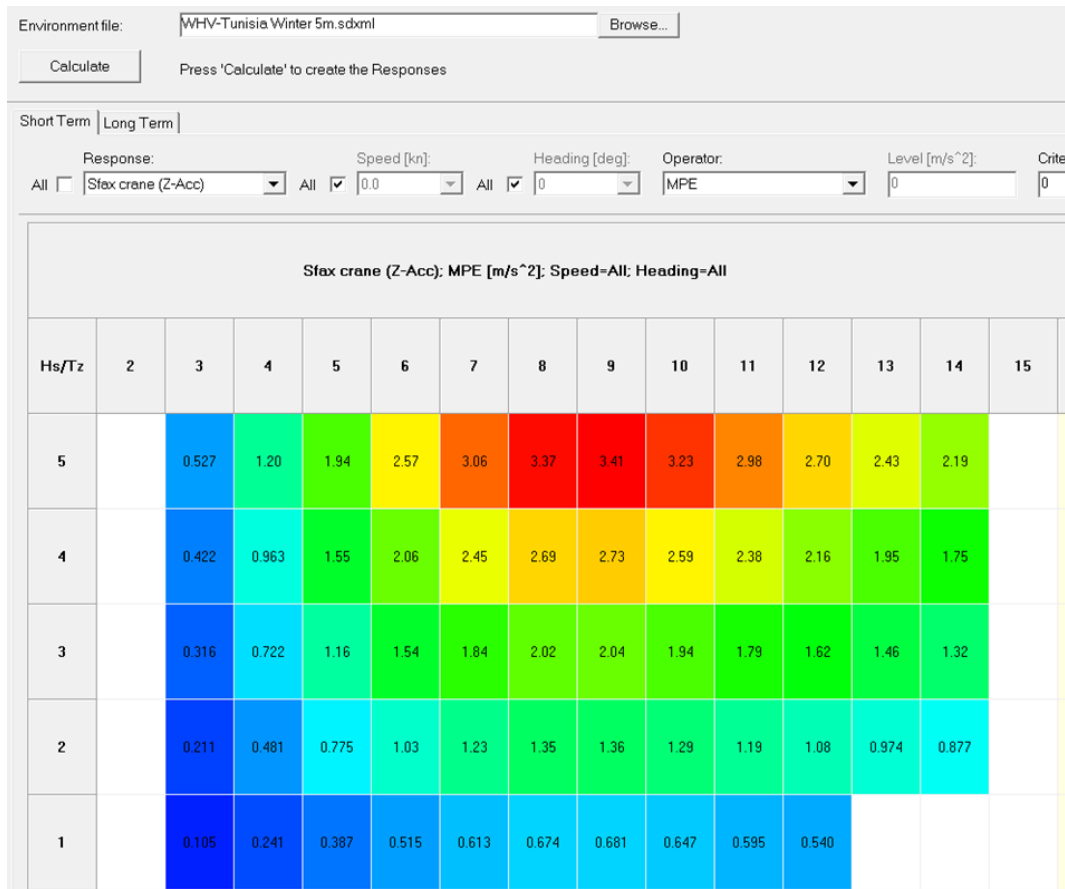 Environment file: WHV-Tunisia Winter 5m.sdxml Browse...
Calculate Press 'Calculate' to create the Responses
Short Term Long Term
Response: Speed [kn]: Heading [deg]: Operator: Level [m/s^2]: Crite
All Sfax crane (Z-Acc) All 0.0 All 0 MPE 0 0
Sfax crane (Z-Acc); MPE [m/s^2]; Speed=All; Heading=All
Hs/Tz 2 3 4 5 6 7 8 9 10 11 12 13 14 15
5 0.527 1.20 1.94 2.57 3.06 3.37 3.41 3.23 2.98 2.70 2.43 2.19
4 0.422 0.963 1.55 2.06 2.45 2.69 2.73 2.59 2.38 2.16 1.95 1.75
3 0.316 0.722 1.16 1.54 1.84 2.02 2.04 1.94 1.79 1.62 1.46 1.32
2 0.211 0.481 0.775 1.03 1.23 1.35 1.36 1.29 1.19 1.08 0.974 0.877
1 0.105 0.241 0.387 0.515 0.613 0.674 0.681 0.647 0.595 0.540